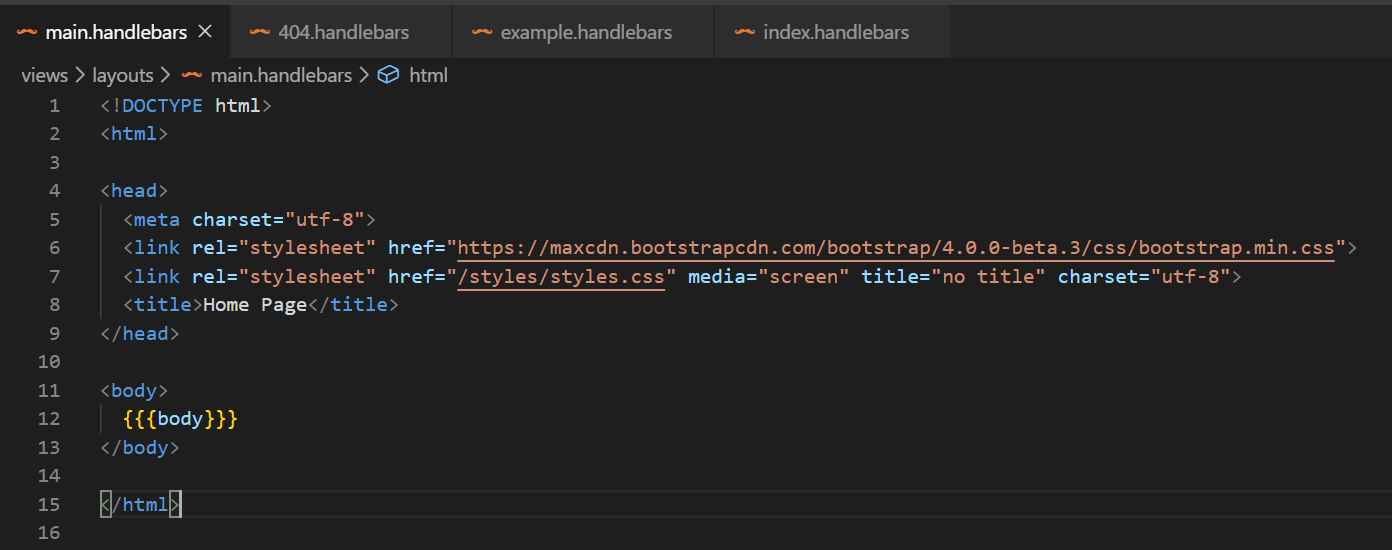 main.handlebars × 404.handlebars example.handlebars index.handlebars
views > layouts > main.handlebars > html
1 <!DOCTYPE html>
2 <html>
3
4 <head>
5   <meta charset="utf-8">
6   <link rel="stylesheet" href="https://maxcdn.bootstrapcdn.com/bootstrap/4.0.0-beta.3/css/bootstrap.min.css">
7   <link rel="stylesheet" href="/styles/styles.css" media="screen" title="no title" charset="utf-8">
8   <title>Home Page</title>
9 </head>
10
11 <body>
12   {{{body}}}
13 </body>
14
15 </html>
16